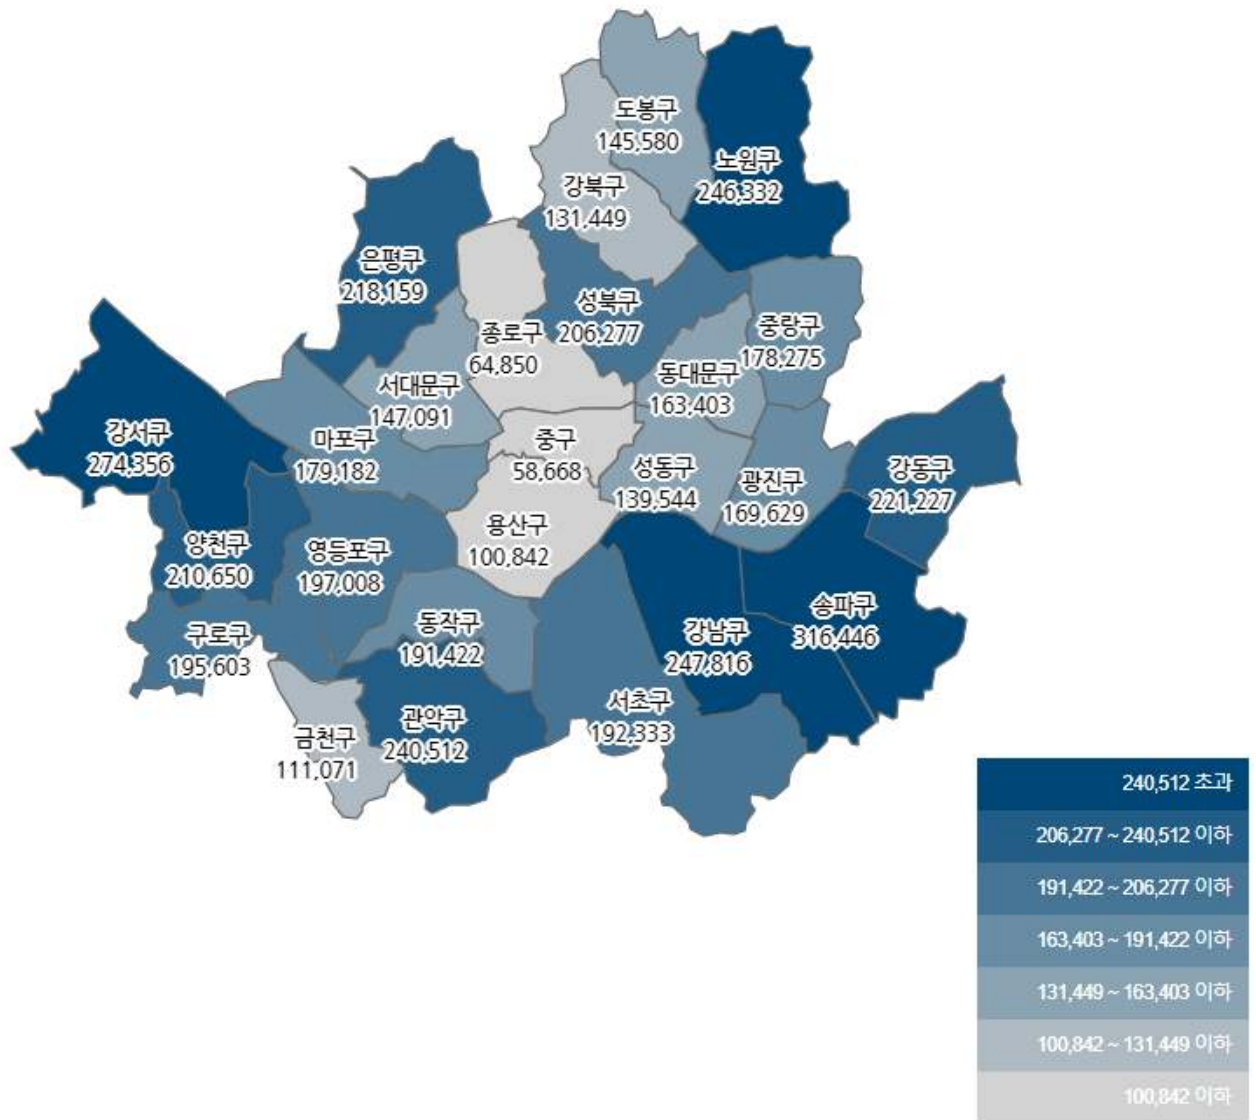 도봉구
145,580
노원구
246,332
강북구
131,449
은평구
218,159
성북구
206,277
종로구
64,850
중랑구
178,275
동대문구
163,403
서대문구
147,091
강서구
274,356
마포구
179,182
중구
58,668
성동구
139,544
광진구
169,629
강동구
221,227
용산구
100,842
양천구
210,650
영등포구
197,008
구로구
195,603
동작구
191,422
강남구
247,816
송파구
316,446
서초구
192,333
관악구
240,512
금천구
111,071
240,512 초과
206,277 ~ 240,512 이하
191,422 ~ 206,277 이하
163,403 ~ 191,422 이하
131,449 ~ 163,403 이하
100,842 ~ 131,449 이하
100,842 이하